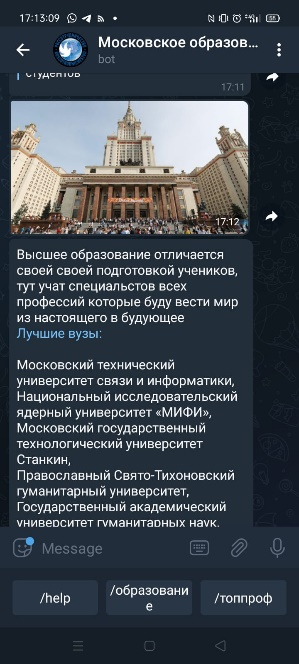 17:13:09
Московское образов...
bot
студентов
17:11
17:12
Высшее образование отличается
своей своей подготовкой учеников,
тут учат специальстов всех
профессий которые буду вести мир
из настоящего в будующее
Лучшие вузы:
Московский технический
университет связи и информатики,
Национальный исследовательский
ядерный университет «МИФИ»,
Московский государственный
технологический университет
Станкин,
Православный Свято-Тихоновский
гуманитарный университет,
Государственный академический
университет гуманитарных наук,
Message
/help
/образовани
е
/топпроф